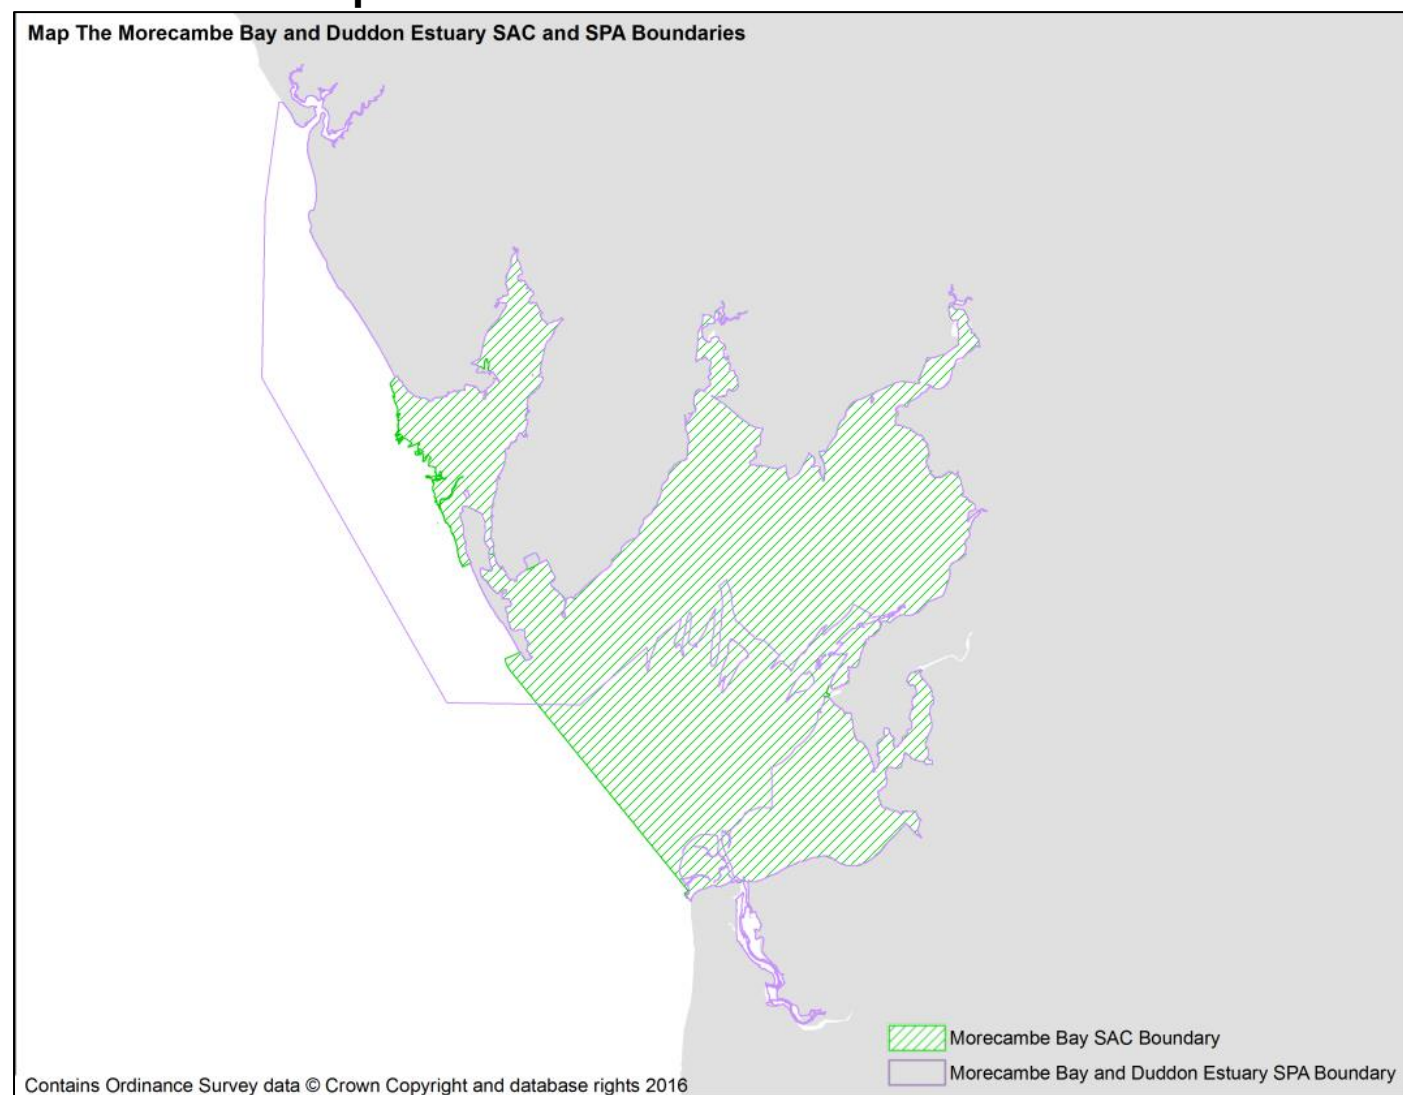 Map The Morecambe Bay and Duddon Estuary SAC and SPA Boundaries
Morecambe Bay SAC Boundary
Morecambe Bay and Duddon Estuary SPA Boundary
Contains Ordinance Survey data © Crown Copyright and database rights 2016